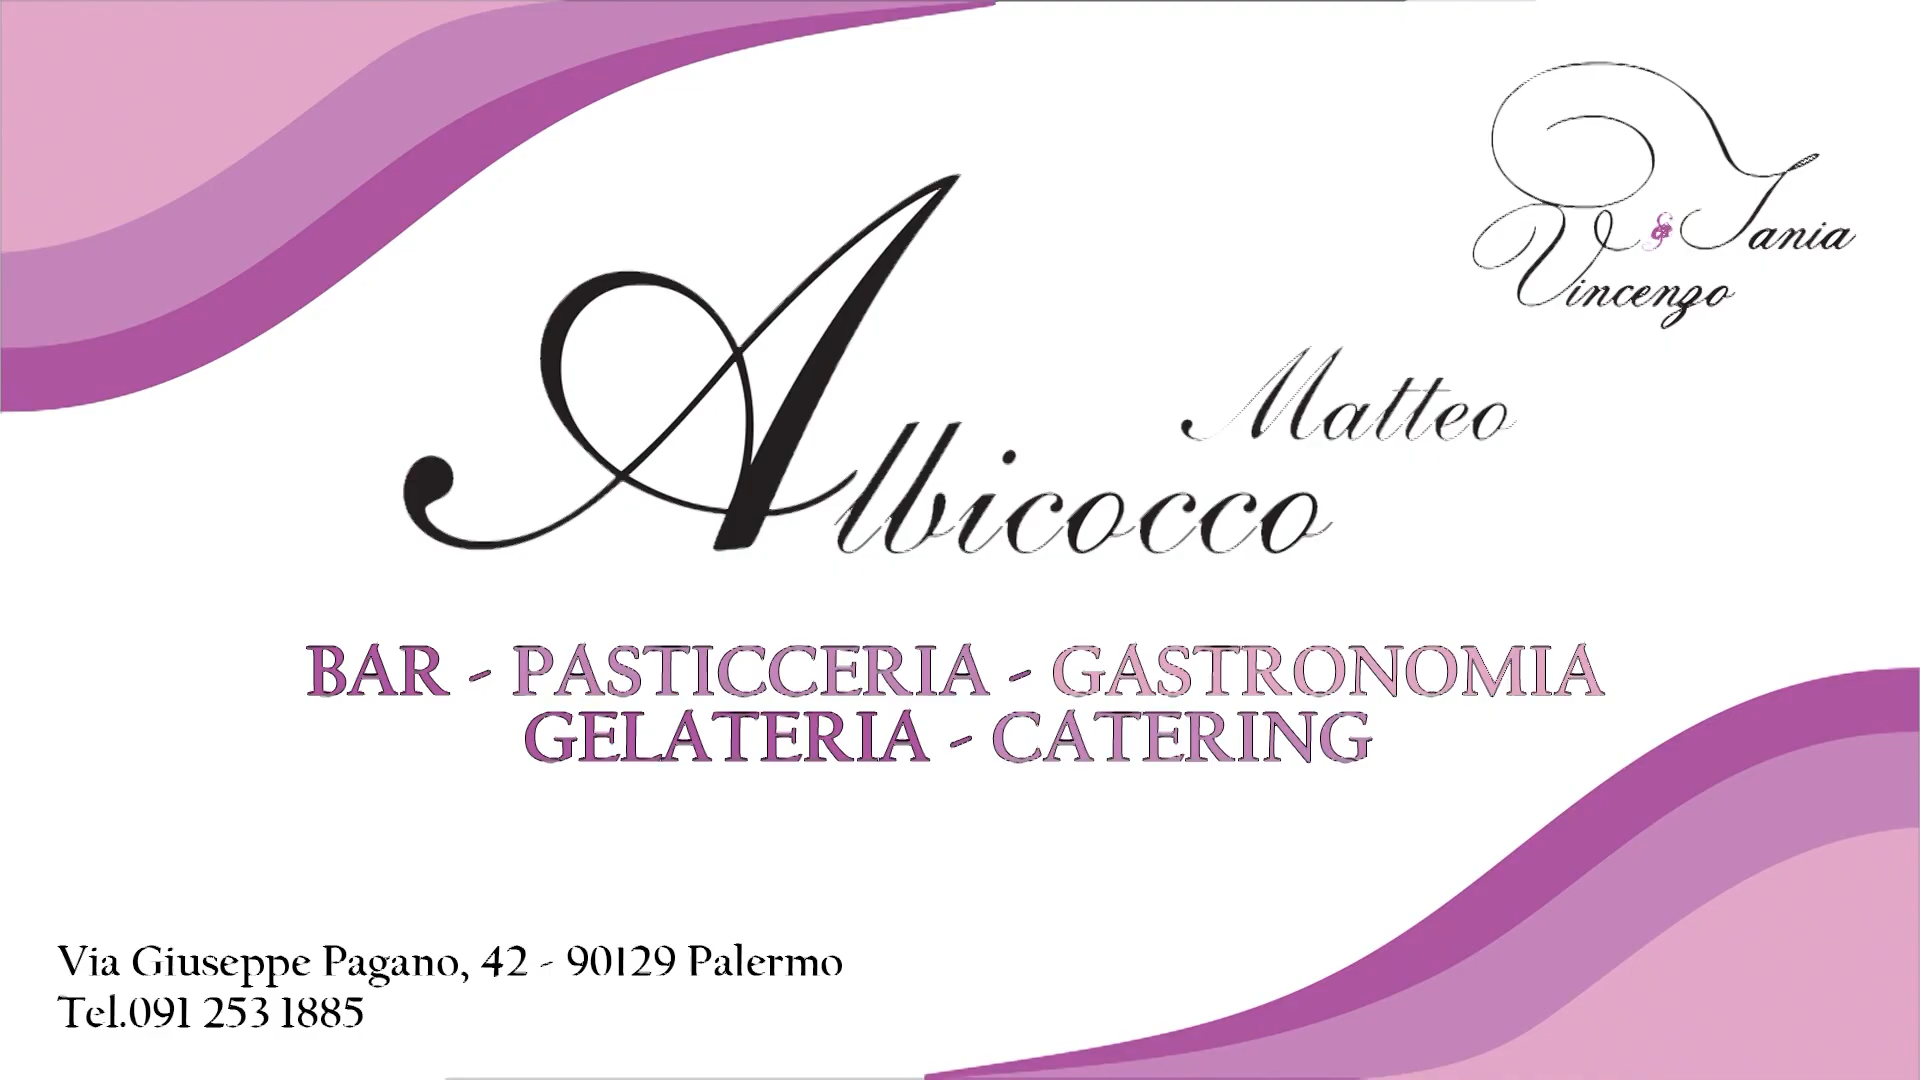 & Tania
Vincenzo
Matteo
Albicocco
BAR - PASTICCERIA - GASTRONOMIA
GELATERIA - CATERING
Via Giuseppe Pagano, 42 - 90129 Palermo
Tel.091 253 1885